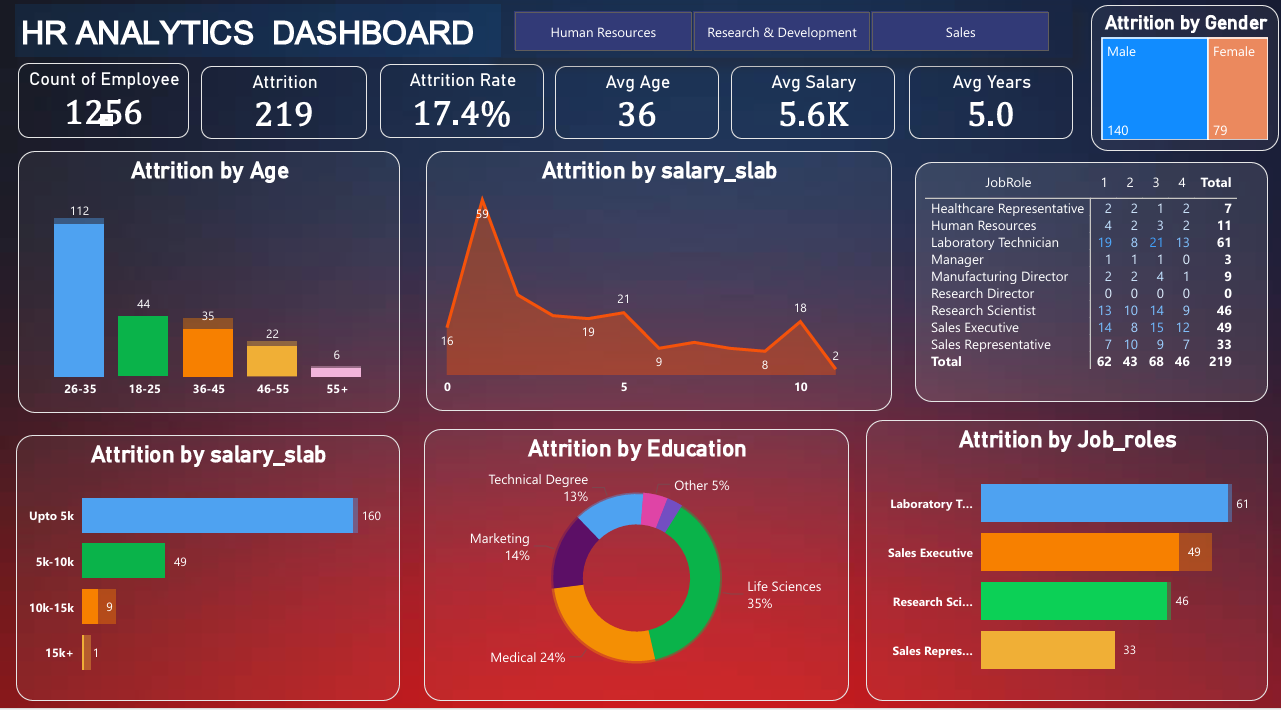 HR ANALYTICS DASHBOARD
Human Resources
Research & Development
Sales
Attrition by Gender
Male
Female
140
79
Count of Employee
1256
Attrition
219
Attrition Rate
17.4%
Avg Age
36
Avg Salary
5.6K
Avg Years
5.0
Attrition by Age
112
44
35
22
6
26-35
18-25
36-45
46-55
55+
Attrition by salary_slab
59
16
19
21
9
8
18
2
0
5
10
JobRole 1 2 3 4 Total
Healthcare Representative 2 2 1 2 7
Human Resources 4 2 3 2 11
Laboratory Technician 19 8 21 13 61
Manager 1 1 1 0 3
Manufacturing Director 2 2 4 1 9
Research Director 0 0 0 0 0
Research Scientist 13 10 14 9 46
Sales Executive 14 8 15 12 49
Sales Representative 7 10 9 7 33
Total 62 43 68 46 219
Attrition by salary_slab
Upto 5k 160
5k-10k 49
10k-15k 9
15k+ 1
Attrition by Education
Technical Degree
13%
Other 5%
Marketing
14%
Life Sciences
35%
Medical 24%
Attrition by Job_roles
Laboratory T... 61
Sales Executive 49
Research Sci... 46
Sales Repres... 33